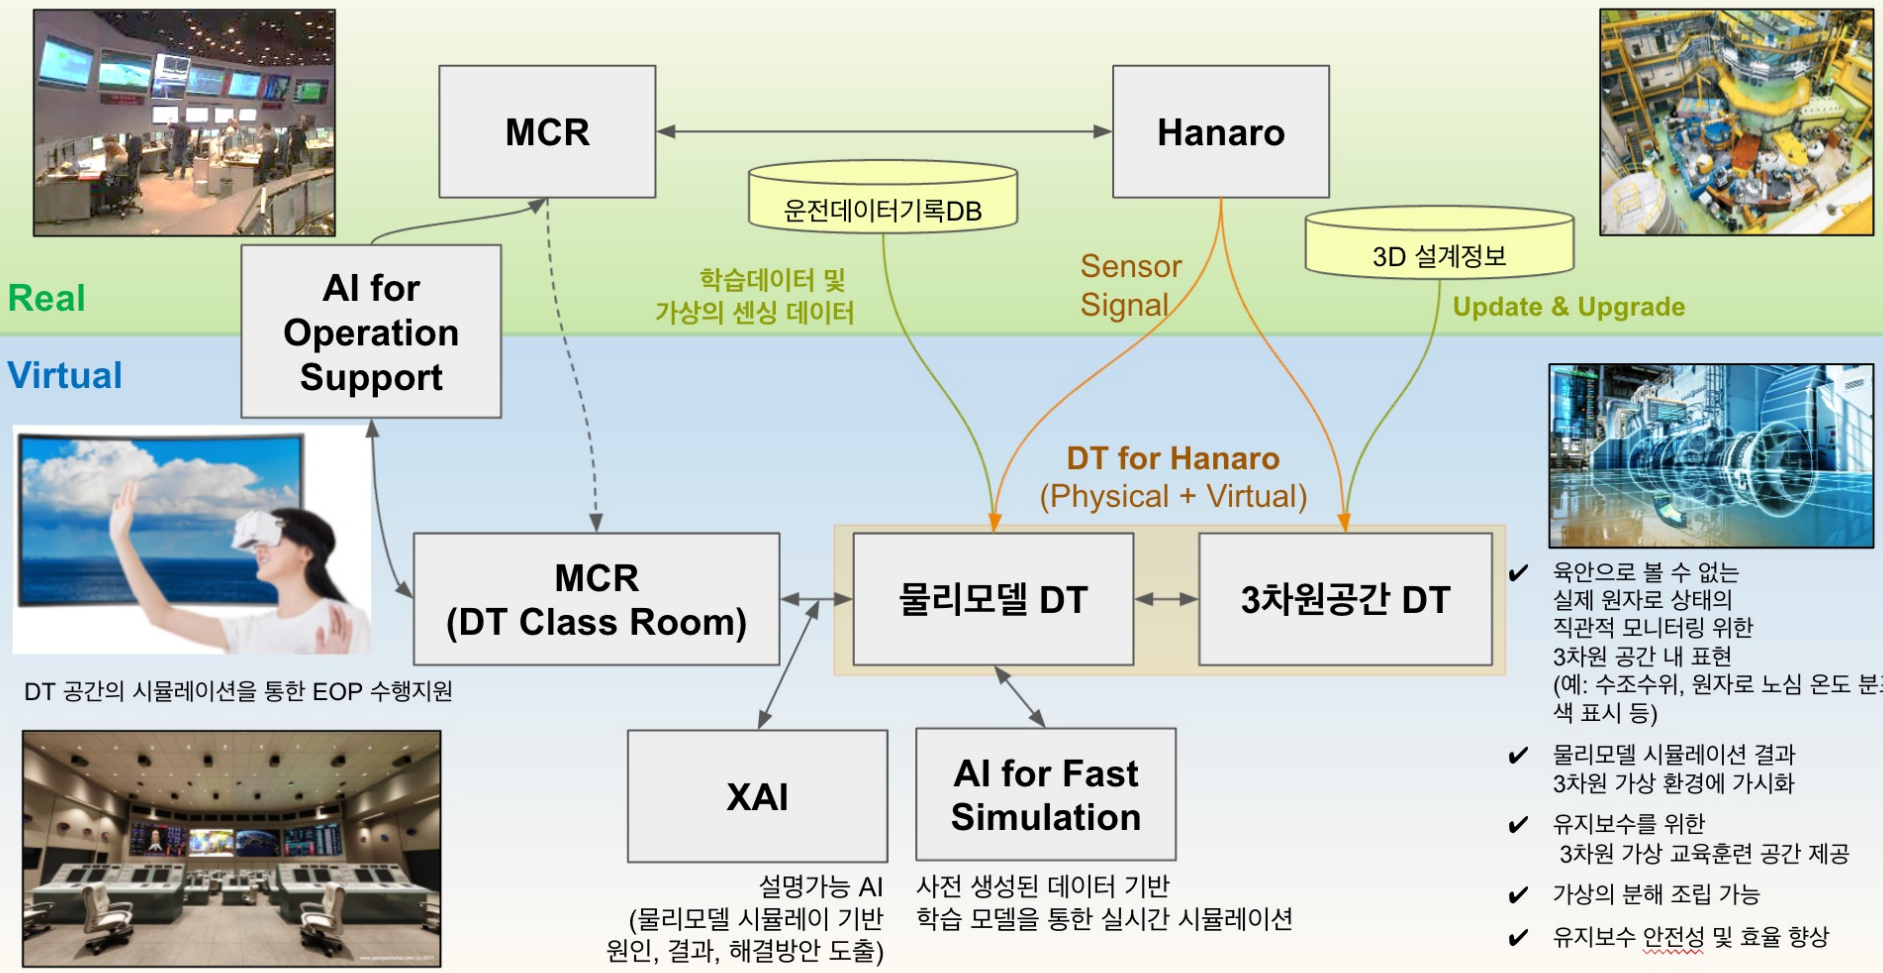 MCR
Hanaro
운전데이터기록DB
3D 설계정보
AI for
Operation
Support
학습데이터 및
가상의 센싱 데이터
Sensor
Signal
Update & Upgrade
Real
Virtual
DT for Hanaro
(Physical + Virtual)
MCR
(DT Class Room)
물리모델 DT
3차원공간 DT
DT 공간의 시뮬레이션을 통한 EOP 수행지원
XAI
AI for Fast
Simulation
설명가능 AI
(물리모델 시뮬레이 기반
원인, 결과, 해결방안 도출)
사전 생성된 데이터 기반
학습 모델을 통한 실시간 시뮬레이션
✔ 육안으로 볼 수 없는
실제 원자로 상태의
직관적 모니터링 위한
3차원 공간 내 표현
(예: 수조수위, 원자로 노심 온도
색 표시 등)
✔ 물리모델 시뮬레이션 결과
3차원 가상 환경에 가시화
✔ 유지보수를 위한
3차원 가상 교육훈련 공간 제공
✔ 가상의 분해 조립 가능
✔ 유지보수 안전성 및 효율 향상